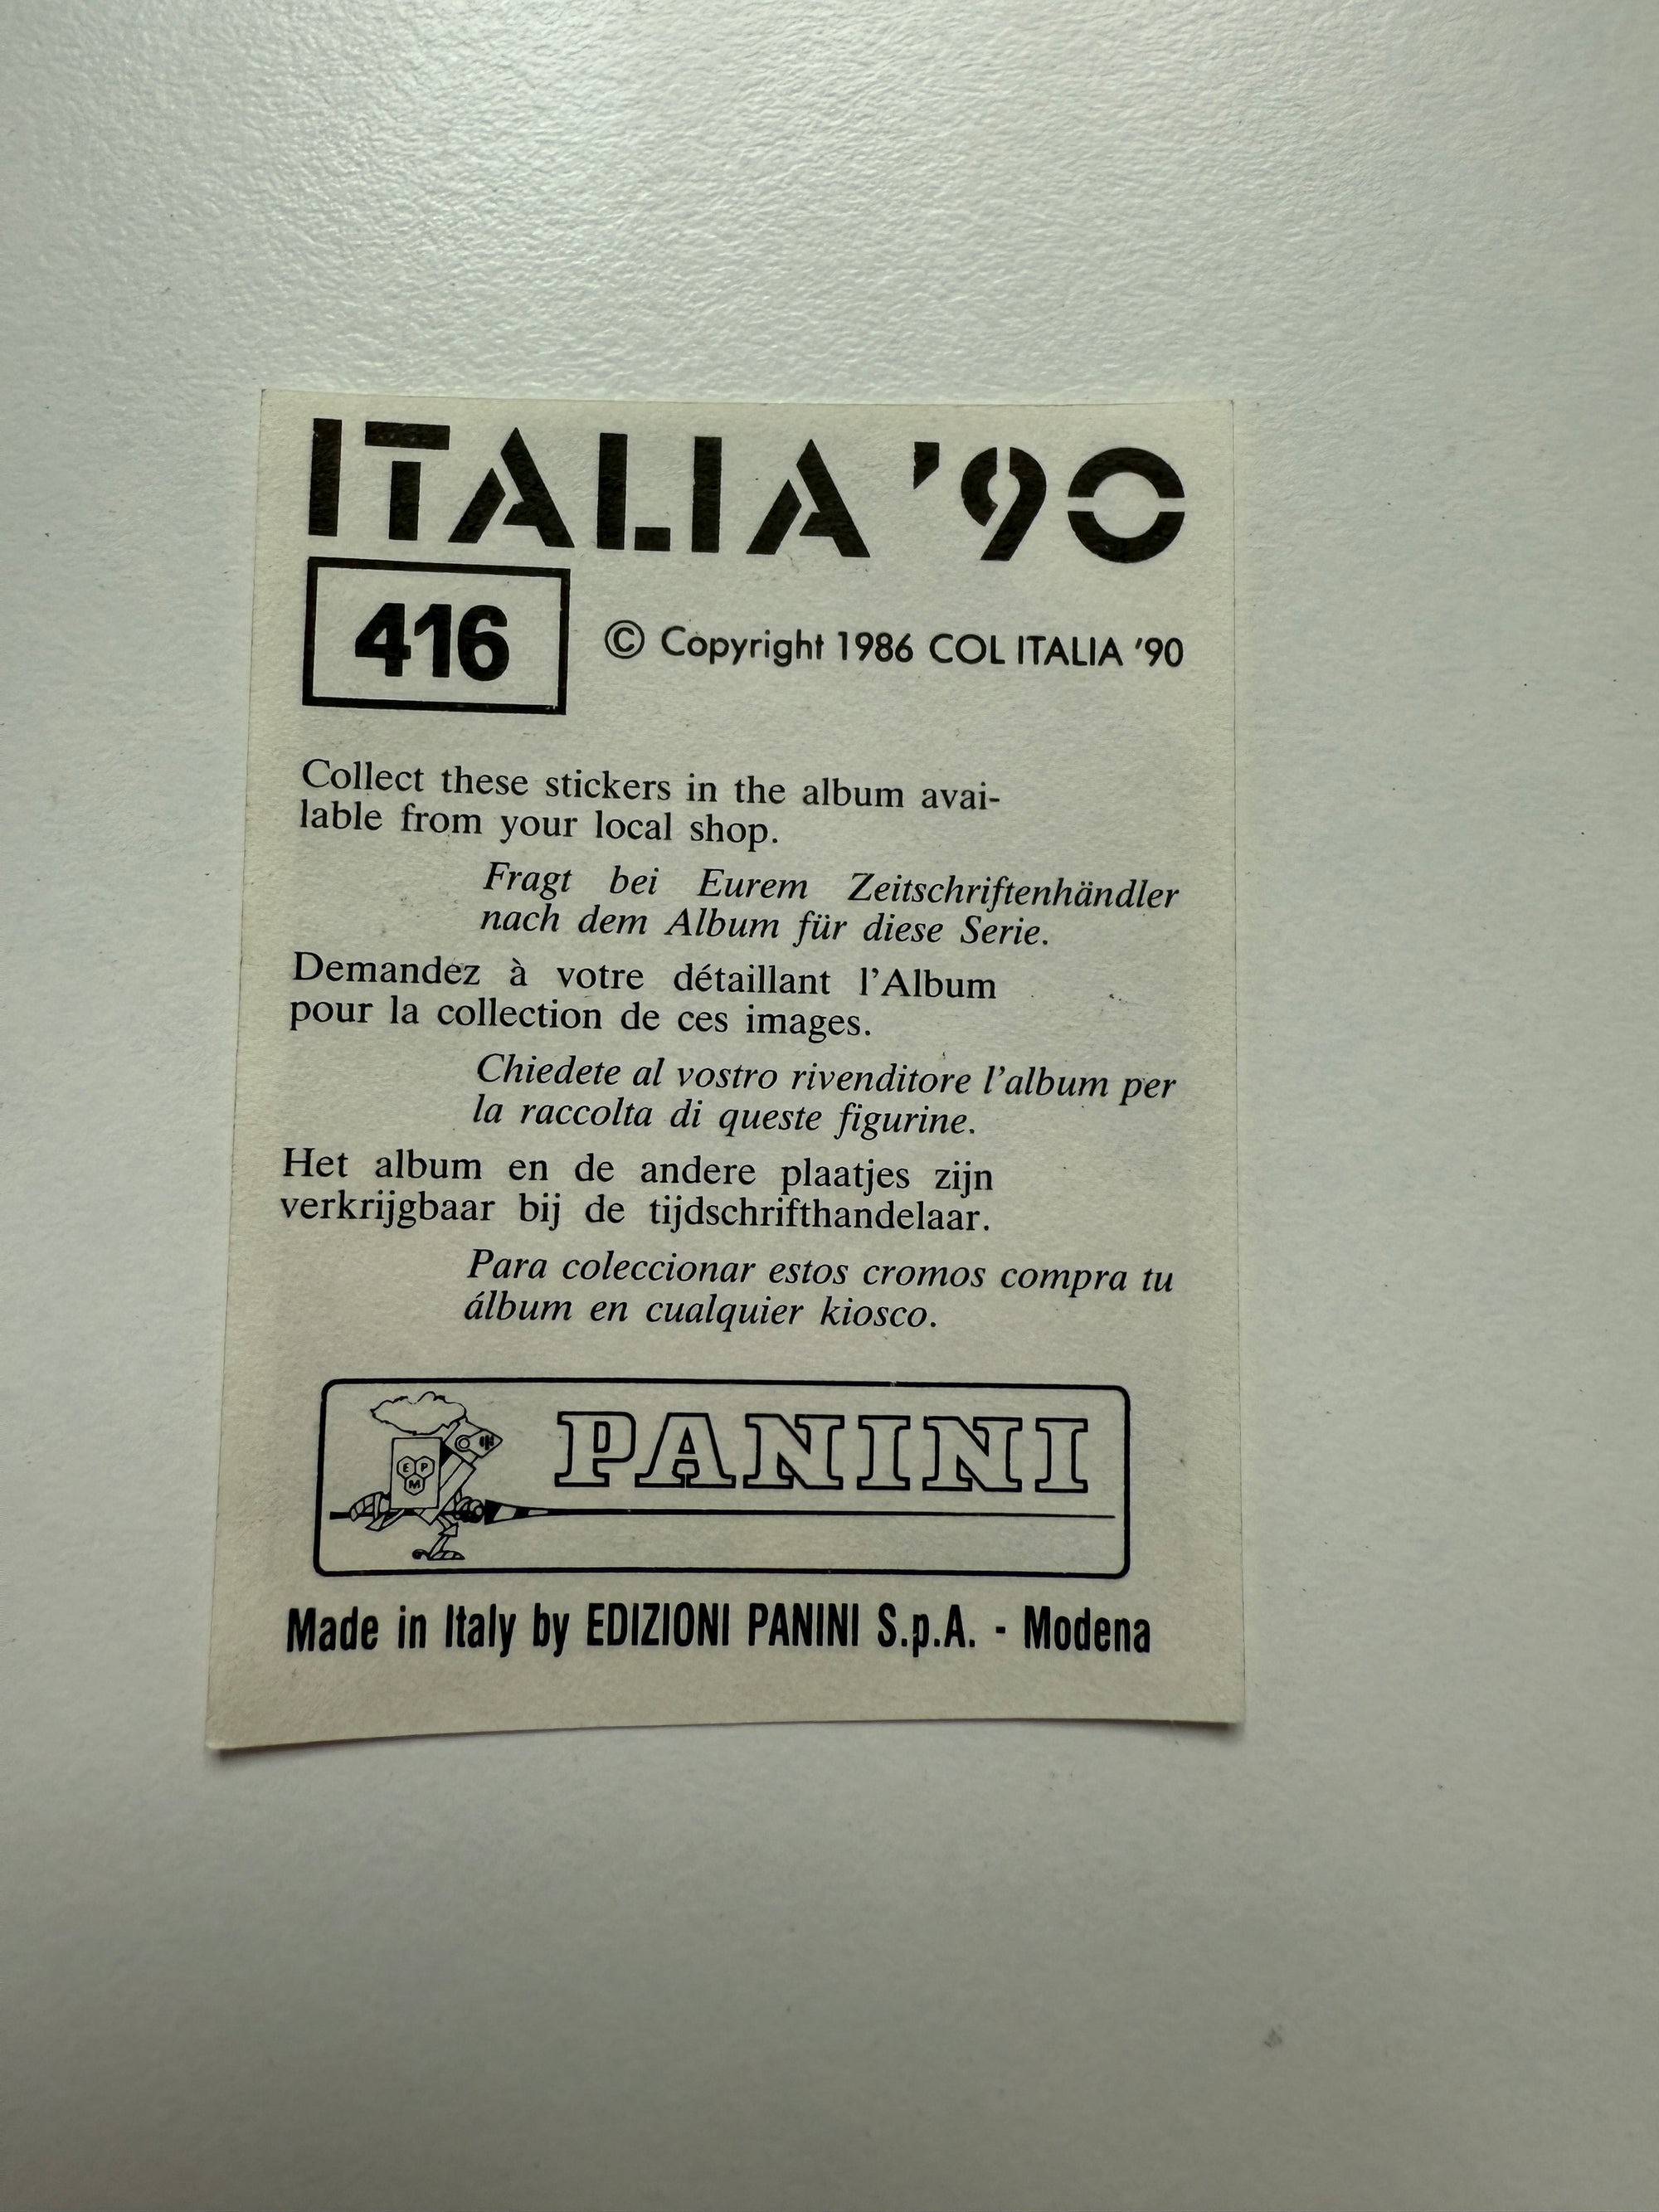 ITALIA '90
416
© Copyright 1986 COL ITALIA '90
Collect these stickers in the album avai-
lable from your local shop.
Fragt bei Eurem Zeitschriftenhändler
nach dem Album für diese Serie.
Demandez à votre détaillant l'Album
pour la collection de ces images.
Chiedete al vostro rivenditore l'album per
la raccolta di queste figurine.
Het album en de andere plaatjes zijn
verkrijgbaar bij de tijdschrifthandelaar.
Para coleccionar estos cromos compra tu
álbum en cualquier kiosco.
PANINI
E P
M
Made in Italy by EDIZIONI PANINI S.p.A. - Modena